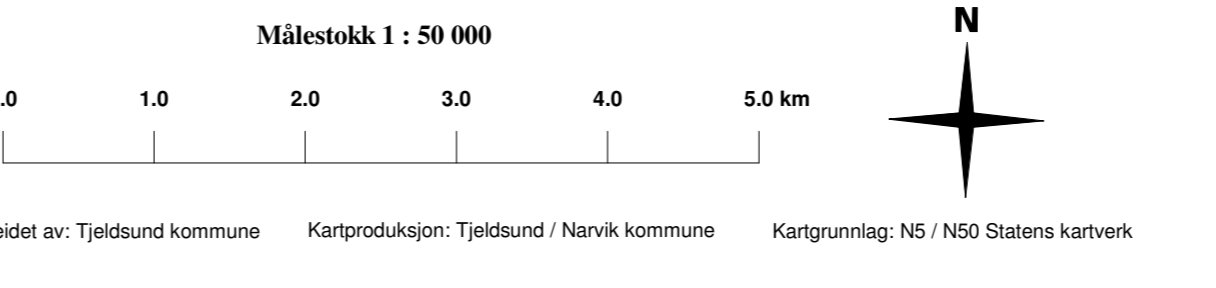 N
Målestokk 1 : 50 000
.0 1.0 2.0 3.0 4.0 5.0 km
eidet av: Tjeldsund kommune Kartproduksjon: Tjeldsund / Narvik kommune Kartgrunnlag: N5 / N50 Statens kartverk